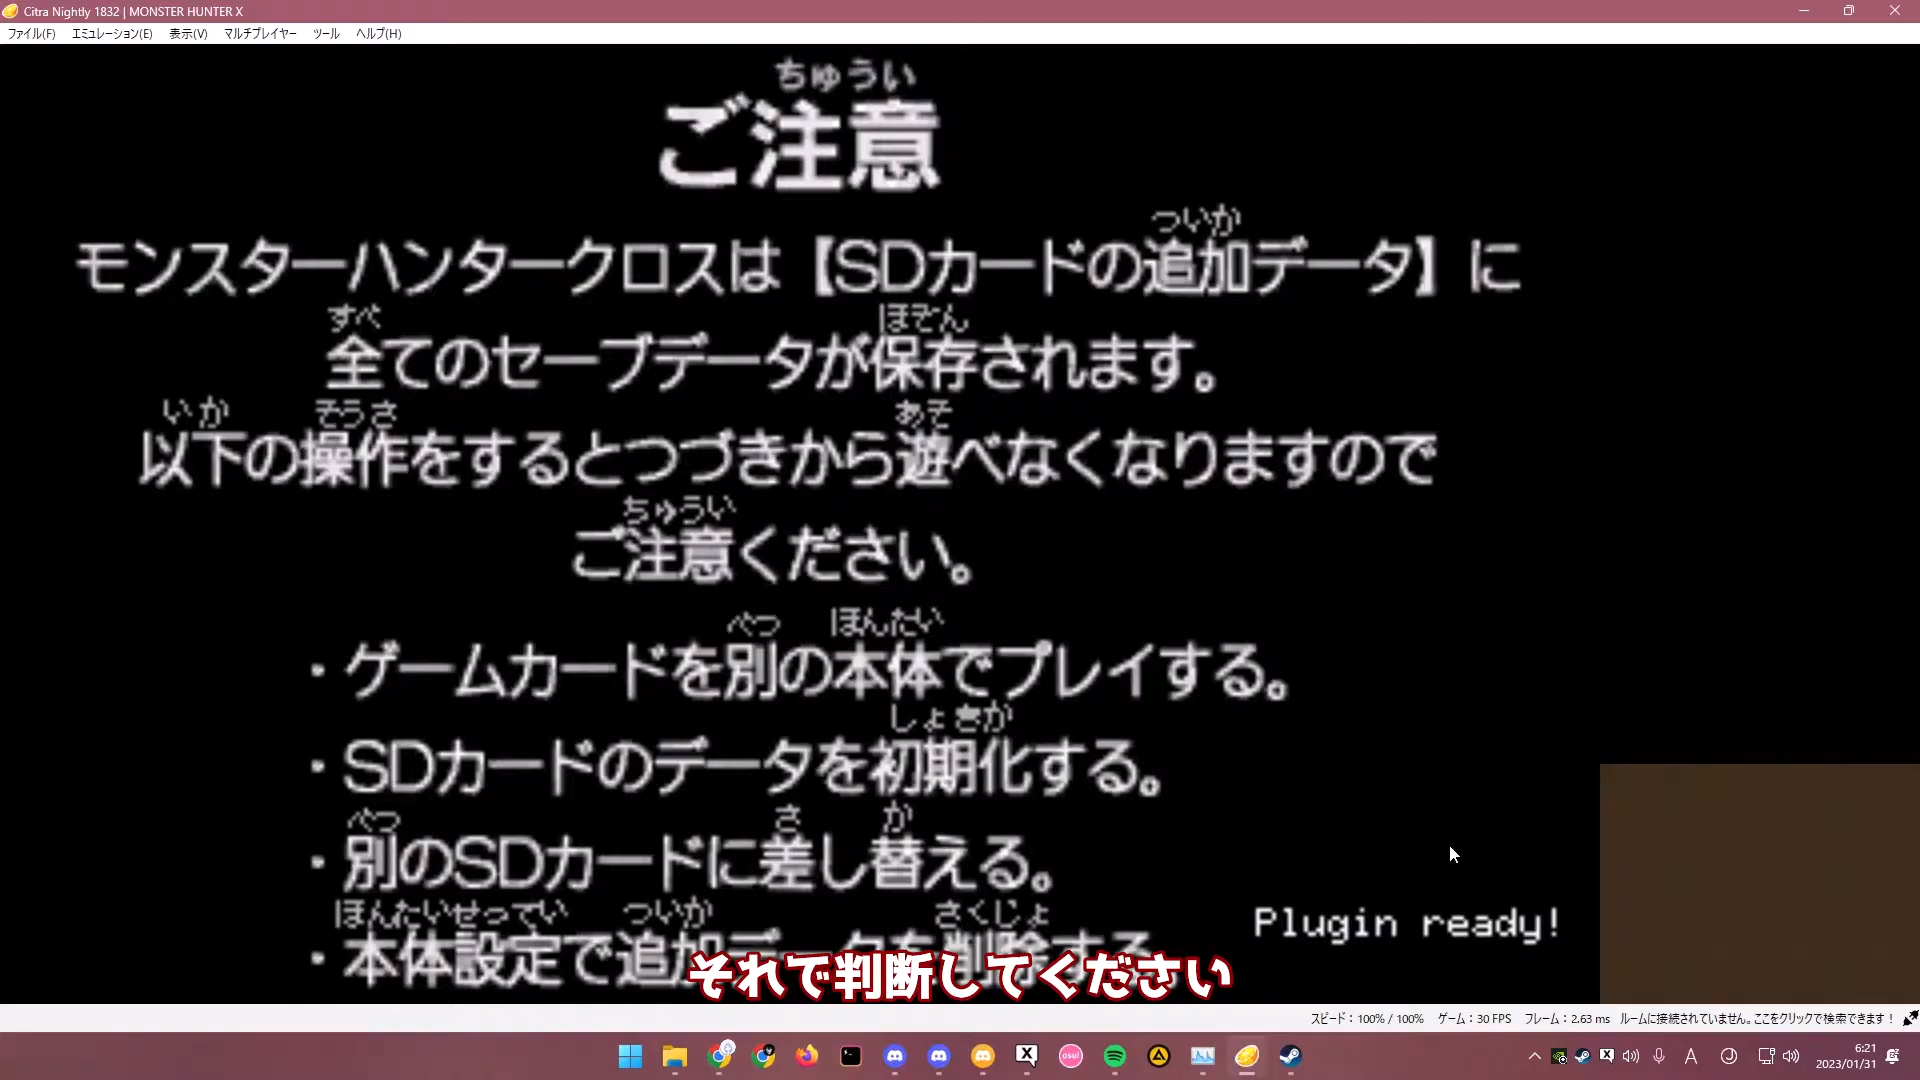 Citra Nightly 1832 | MONSTER HUNTER X
ファイル(F) エミュレーション(E) 表示(V) マルチプレイヤー ツール ヘルプ(H)
ちゅうい
ご注意
ついか
モンスターハンタークロスは【SDカードの追加データ】に
すべ ほぞん
全てのセーブデータが保存されます。
いか そうさ あそ
以下の操作をするとつづきから遊べなくなりますので
ちゅうい
ご注意ください。
べつ ほんたい
・ゲームカードを別の本体でプレイする。
しょきか
・SDカードのデータを初期化する。
べつ さ か
・別のSDカードに差し替える。
ほんたいせってい ついか さくじょ
・本体設定で追加データを削除する
Plugin ready!
それで判断してください
スピード：100% / 100% ゲーム：30 FPS フレーム：2.63 ms ルームに接続されていません。ここをクリックで検索できます！
osu!
A
6:21
2023/01/31